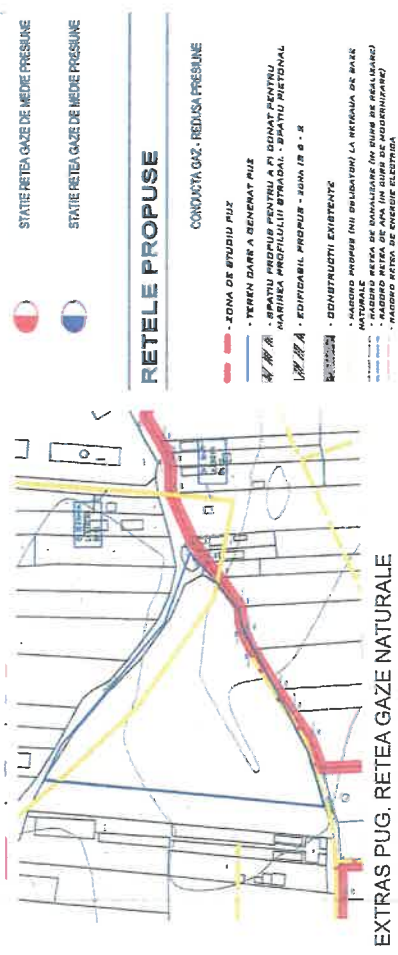 STATIE RETEA GAZE DE MEDIE PRESIUNE
STATIE RETEA GAZE DE MEDIE PRESIUNE
RETELE PROPUSE
CONDUCTA GAZ - REDUSA PRESIUNE
- ZONA DE STUDIU PUZ
- TEREN CARE A GENERAT PUZ
- SPATIU PROPUS PENTRU A FI DONAT PENTRU
MARIREA PROFILULUI STRADAL - SPATIU PIETONAL
- EDIFICABIL PROPUS - ZONA
- CONSTRUCTII EXISTENTE
- RACORD PROPUS (NU OBLIGATORIU) LA RETEAUA DE GAZE
NATURALE
- RACORD RETEA DE CANALIZARE (IN CURS DE REALIZARE)
- RACORD RETEA DE APA (IN CURS DE MODERNIZARE)
- RACORD RETEA DE ENERGIE ELECTRICA
EXTRAS PUG. RETEA GAZE NATURALE